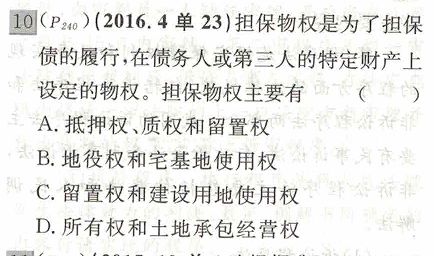 10 (P240) (2016.4 单 23) 担保物权是为了担保
债的履行,在债务人或第三人的特定财产上
设定的物权。担保物权主要有 ( )
A. 抵押权、质权和留置权
B. 地役权和宅基地使用权
C. 留置权和建设用地使用权
D. 所有权和土地承包经营权